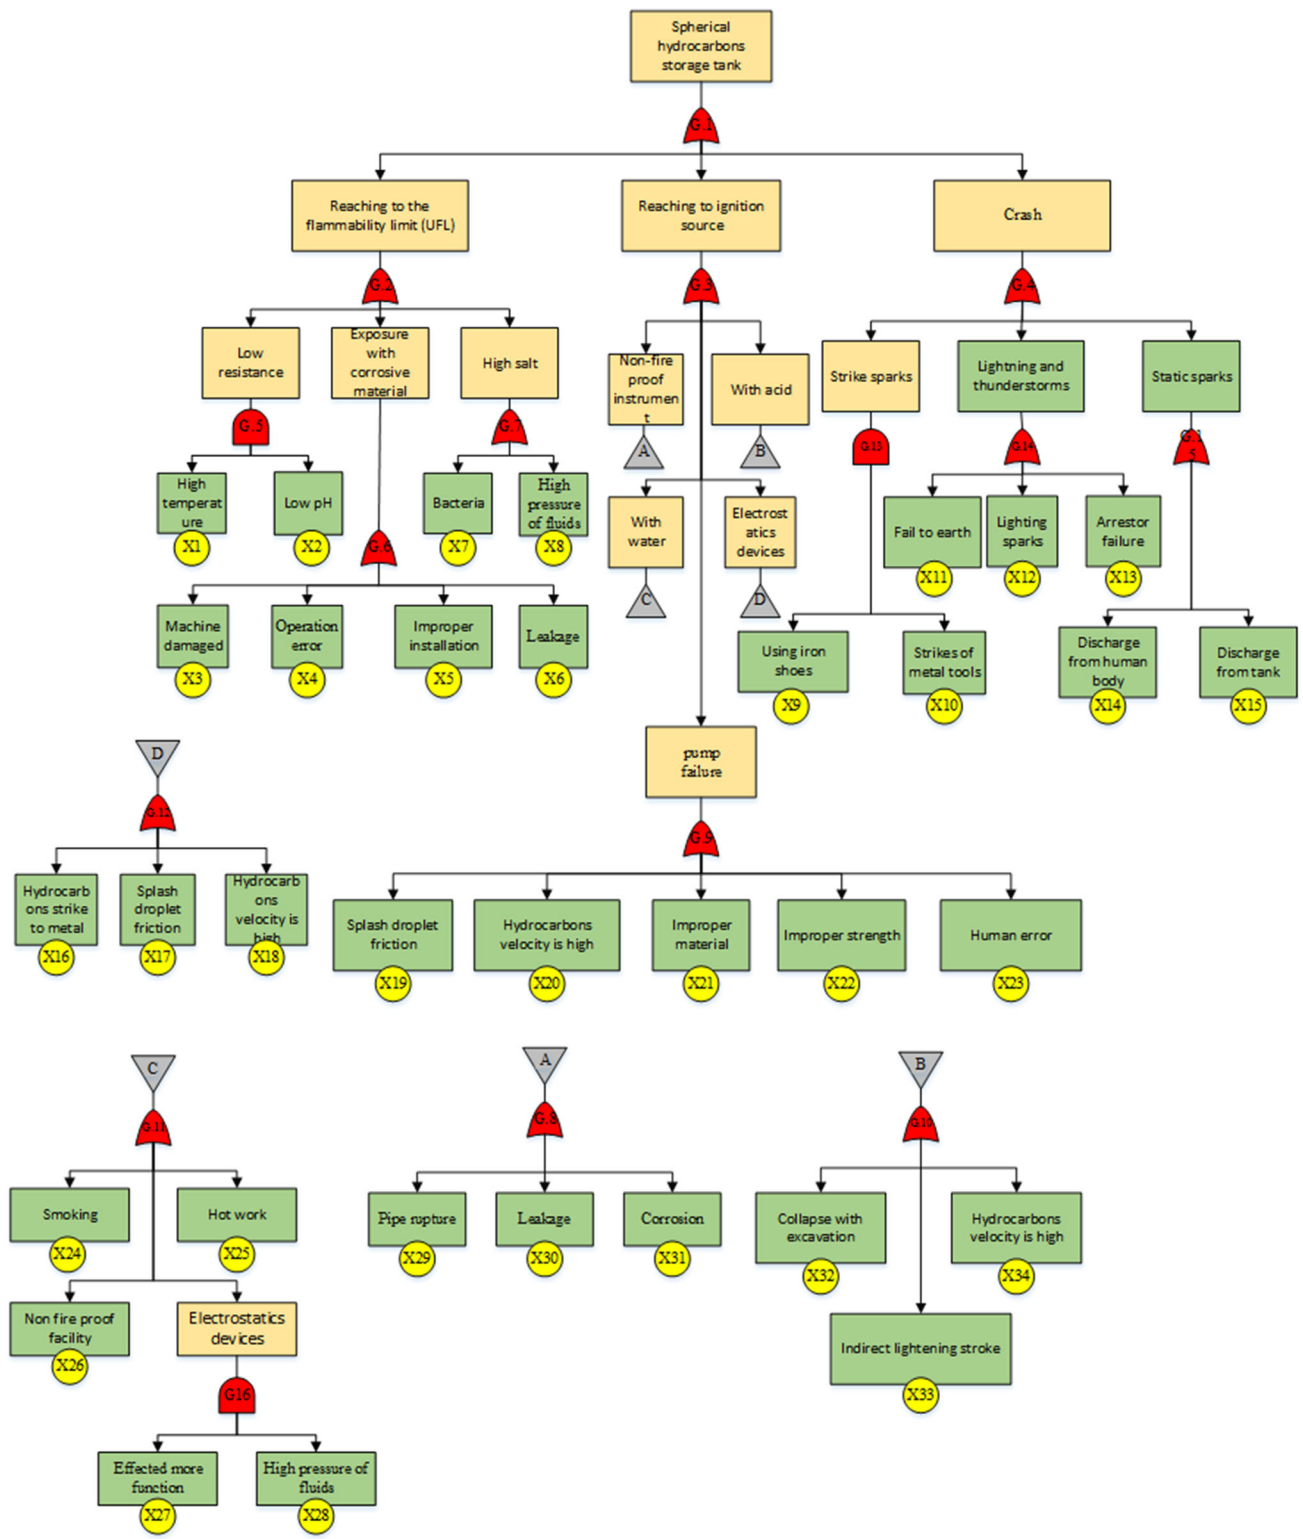 Spherical
hydrocarbons
storage tank
G.1
Reaching to the
flammability limit (UFL)
Reaching to ignition
source
Crash
G.2
G.3
G.4
Low
resistance
Exposure
with
corrosive
material
High salt
Non-fire
proof
instrumen
t
With acid
Strike sparks
Lightning and
thunderstorms
Static sparks
G.5
G.7
A
B
G.13
G.14
G.1
5
High
temperat
ure
Low pH
Bacteria
High
pressure
of fluids
X1
X2
G.6
X7
X8
With
water
Electrost
atics
devices
C
D
Fail to earth
Lighting
sparks
Arrestor
failure
X11
X12
X13
Machine
damaged
Operation
error
Improper
installation
Leakage
X3
X4
X5
X6
Using iron
shoes
Strikes of
metal tools
Discharge
from human
body
Discharge
from tank
X9
X10
X14
X15
D
G.12
pump
failure
G.9
Hydrocarb
ons strike
to metal
Splash
droplet
friction
Hydrocarb
ons
velocity is
high
X16
X17
X18
Splash droplet
friction
Hydrocarbons
velocity is high
Improper
material
Improper strength
Human error
X19
X20
X21
X22
X23
C
G.11
A
G.8
B
G.10
Smoking
Hot work
X24
X25
Non fire proof
facility
Electrostatics
devices
X26
G16
Effected more
function
High pressure of
fluids
X27
X28
Pipe rupture
Leakage
Corrosion
X29
X30
X31
Collapse with
excavation
Hydrocarbons
velocity is high
X32
X34
Indirect lightening stroke
X33